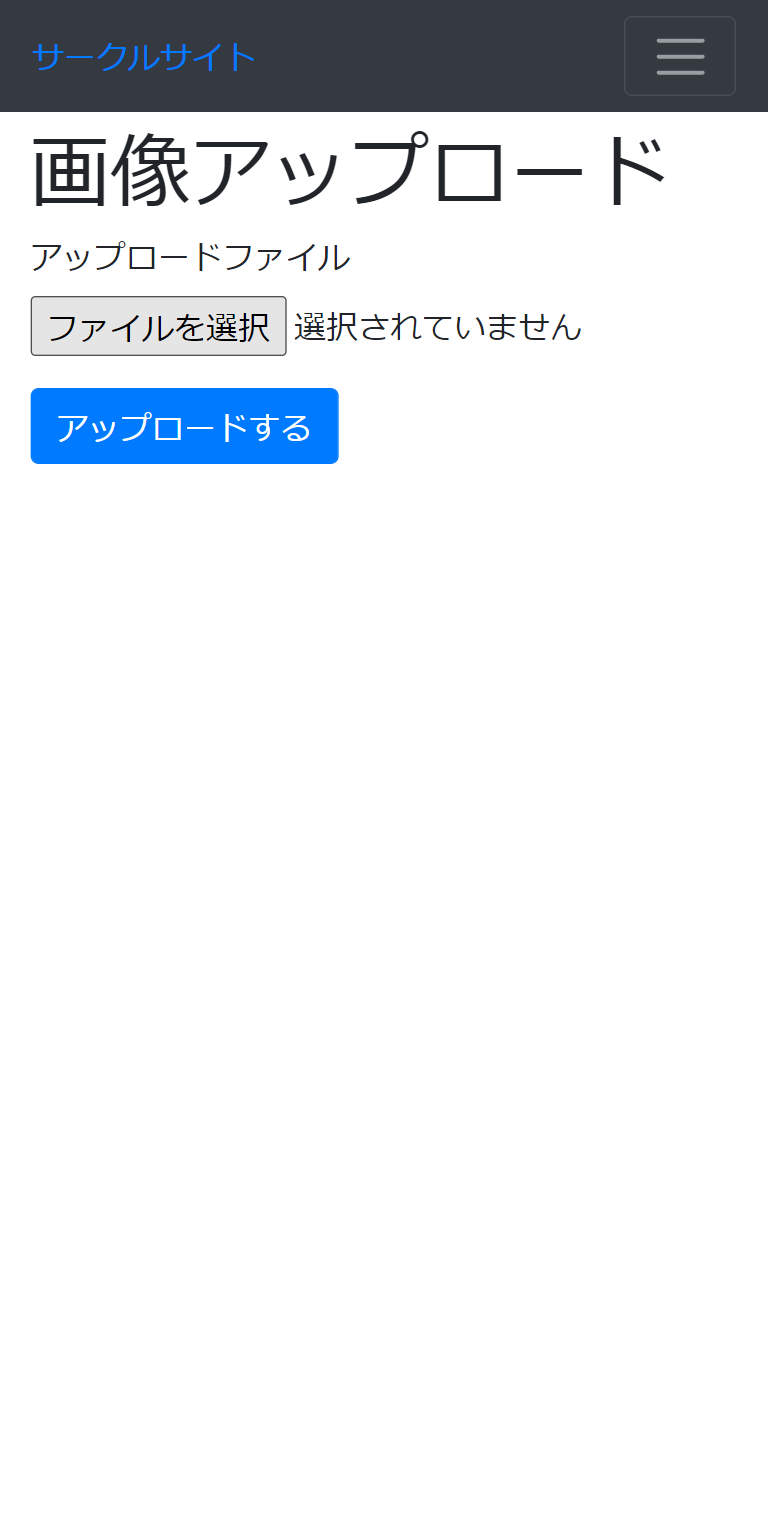 サークルサイト
画像アップロード
アップロードファイル
ファイルを選択 選択されていません
アップロードする